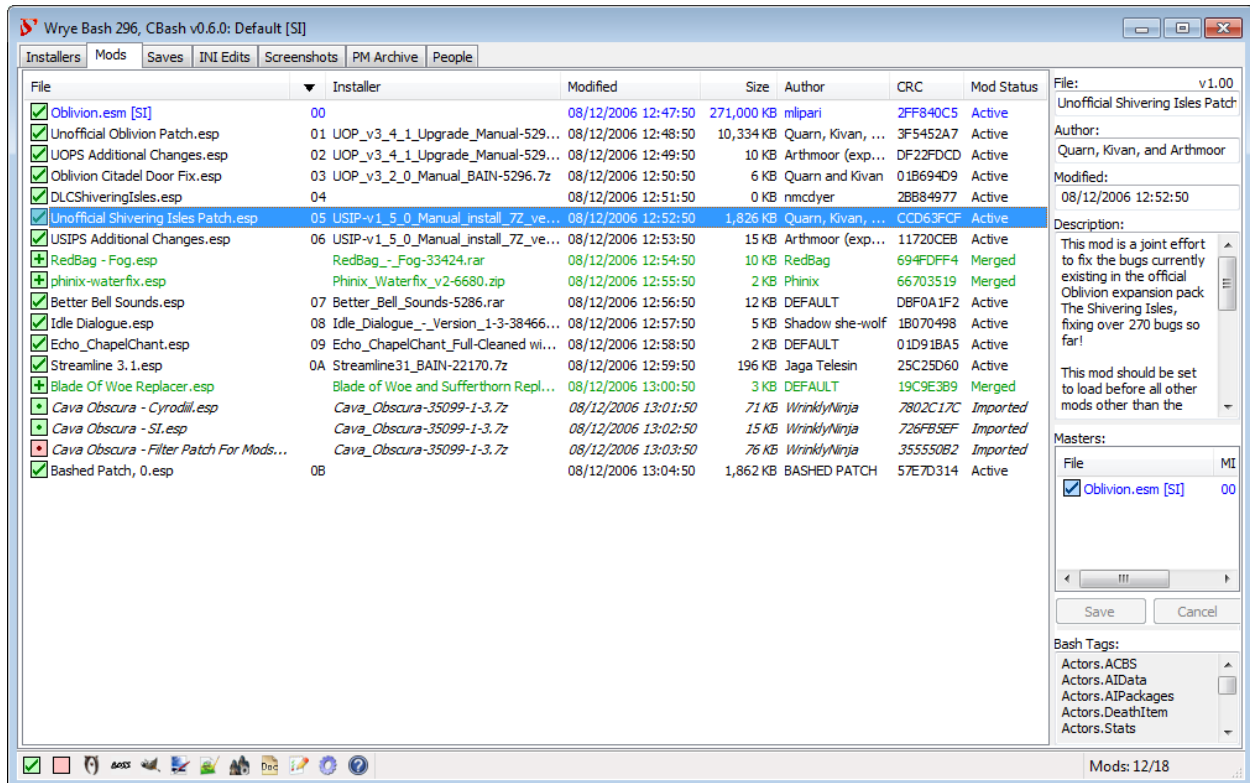 Wrye Bash 296, CBash v0.6.0: Default [SI]
Installers Mods Saves INI Edits Screenshots PM Archive People
File Installer Modified Size Author CRC Mod Status
Oblivion.esm [SI] 00 08/12/2006 12:47:50 271,000 KB mlipari 2FF840C5 Active
Unofficial Oblivion Patch.esp 01 UOP_v3_4_1_Upgrade_Manual-529... 08/12/2006 12:48:50 10,334 KB Quarn, Kivan, ... 3F5452A7 Active
UOPS Additional Changes.esp 02 UOP_v3_4_1_Upgrade_Manual-529... 08/12/2006 12:49:50 10 KB Arthmoor (exp... DF22FDCD Active
Oblivion Citadel Door Fix.esp 03 UOP_v3_2_0_Manual_BAIN-5296.7z 08/12/2006 12:50:50 6 KB Quarn and Kivan 01B694D9 Active
DLCShiveringIsles.esp 04 08/12/2006 12:51:50 0 KB nmcdyer 2BB84977 Active
Unofficial Shivering Isles Patch.esp 05 USIP-v1_5_0_Manual_install_7Z_ve... 08/12/2006 12:52:50 1,826 KB Quarn, Kivan, ... CCD63FCF Active
USIPS Additional Changes.esp 06 USIP-v1_5_0_Manual_install_7Z_ve... 08/12/2006 12:53:50 15 KB Arthmoor (exp... 11720CEB Active
RedBag - Fog.esp RedBag_-_Fog-33424.rar 08/12/2006 12:54:50 10 KB RedBag 694FDFF4 Merged
phinix-waterfix.esp Phinix_Waterfix_v2-6680.zip 08/12/2006 12:55:50 2 KB Phinix 66703519 Merged
Better Bell Sounds.esp 07 Better_Bell_Sounds-5286.rar 08/12/2006 12:56:50 12 KB DEFAULT DBF0A1F2 Active
Idle Dialogue.esp 08 Idle_Dialogue_-_Version_1-3-38466... 08/12/2006 12:57:50 5 KB Shadow she-wolf 1B070498 Active
Echo_ChapelChant.esp 09 Echo_ChapelChant_Full-Cleaned wi... 08/12/2006 12:58:50 2 KB DEFAULT 01D91BA5 Active
Streamline 3.1.esp 0A Streamline31_BAIN-22170.7z 08/12/2006 12:59:50 196 KB Jaga Telesin 25C25D60 Active
Blade Of Woe Replacer.esp Blade of Woe and Sufferthorn Repl... 08/12/2006 13:00:50 3 KB DEFAULT 19C9E3B9 Merged
Cava Obscura - Cyrodiil.esp Cava_Obscura-35099-1-3.7z 08/12/2006 13:01:50 71 KB WrinklyNinja 7802C17C Imported
Cava Obscura - SI.esp Cava_Obscura-35099-1-3.7z 08/12/2006 13:02:50 15 KB WrinklyNinja 726FB5EF Imported
Cava Obscura - Filter Patch For Mods... Cava_Obscura-35099-1-3.7z 08/12/2006 13:03:50 76 KB WrinklyNinja 355550B2 Imported
Bashed Patch, 0.esp 0B 08/12/2006 13:04:50 1,862 KB BASHED PATCH 57E7D314 Active
File: v1.00
Unofficial Shivering Isles Patch
Author:
Quarn, Kivan, and Arthmoor
Modified:
08/12/2006 12:52:50
Description:
This mod is a joint effort
to fix the bugs currently
existing in the official
Oblivion expansion pack
The Shivering Isles,
fixing over 270 bugs so
far!
This mod should be set
to load before all other
mods other than the
Masters:
File MI
Oblivion.esm [SI] 00
Save Cancel
Bash Tags:
Actors.ACBS
Actors.AIData
Actors.AIPackages
Actors.DeathItem
Actors.Stats
BOSS Doc
Mods: 12/18